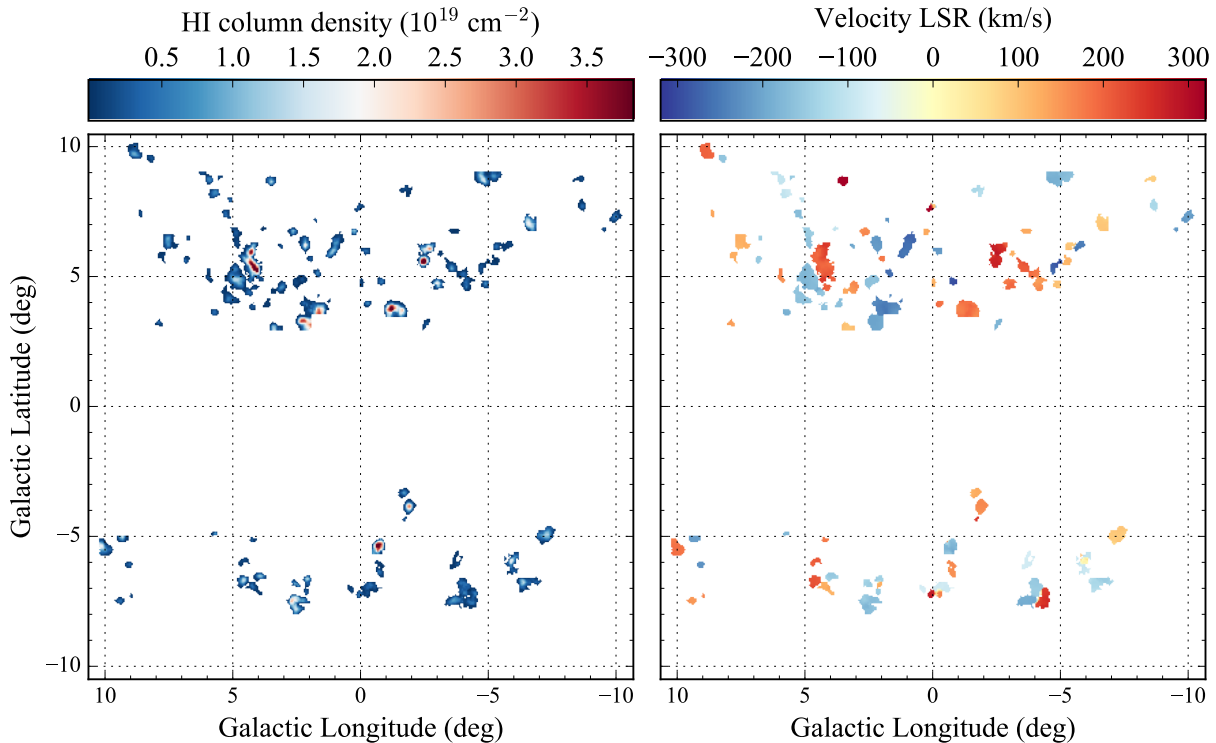 HI column density (10^19 cm^−2)
0.5 1.0 1.5 2.0 2.5 3.0 3.5
Velocity LSR (km/s)
−300 −200 −100 0 100 200 300
Galactic Latitude (deg)
10
5
0
−5
−10
10 5 0 −5 −10
Galactic Longitude (deg)
10 5 0 −5 −10
Galactic Longitude (deg)